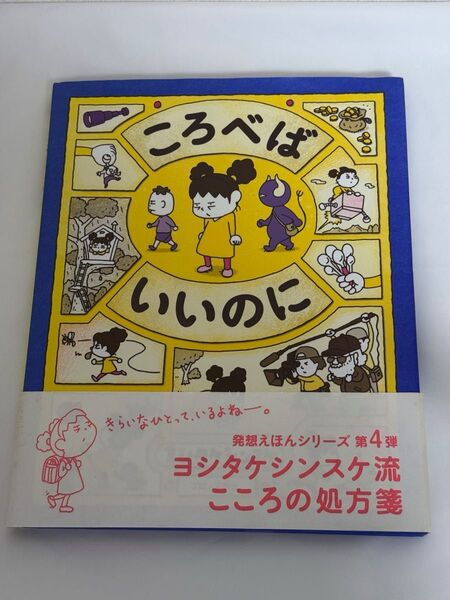 ころべば
いいのに
きらいなひとって、いるよねー。
発想えほんシリーズ 第4弾
ヨシタケシンスケ流
こころの処方箋